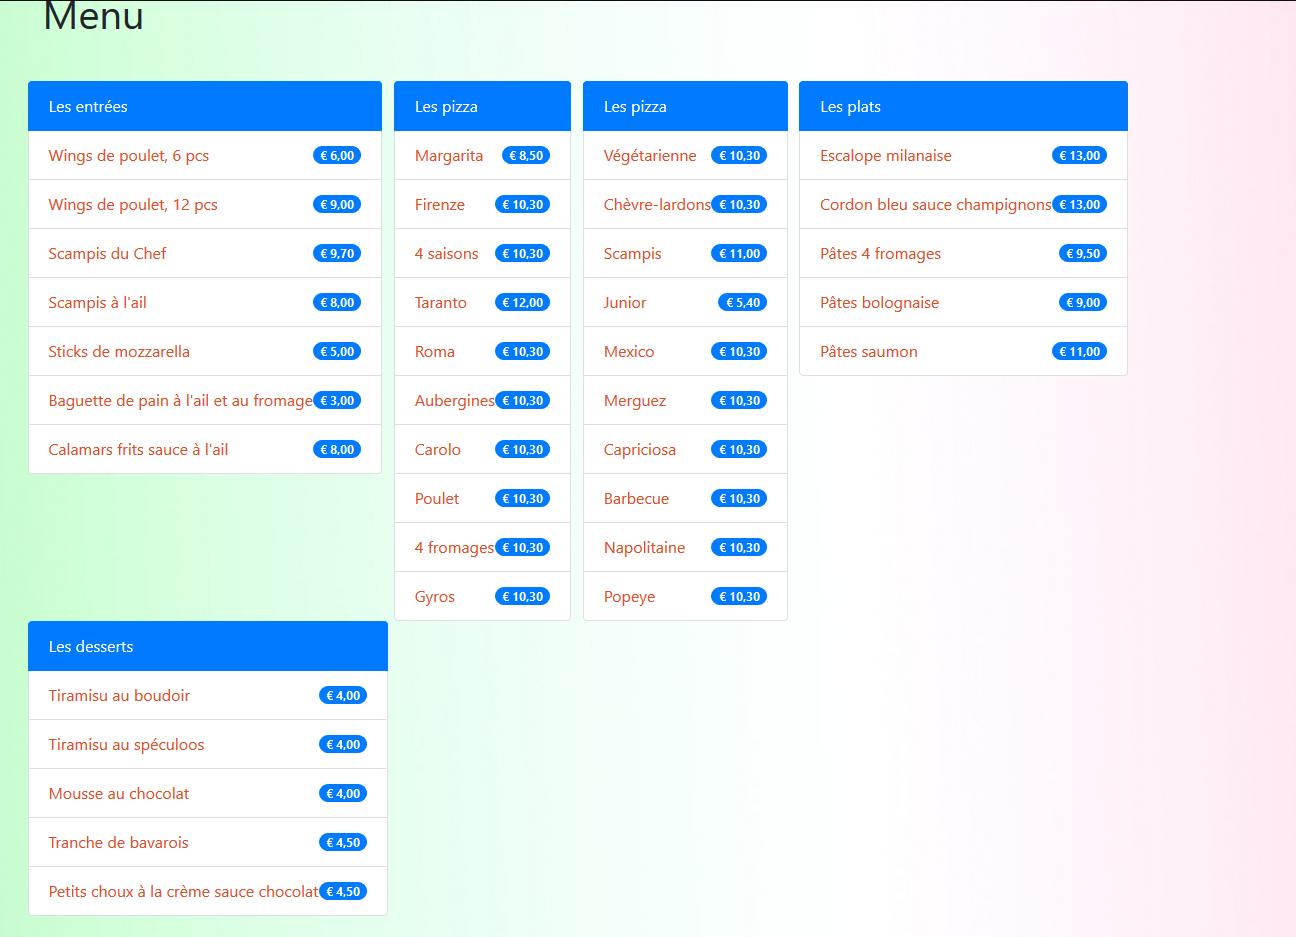 Menu
Les entrées
Wings de poulet, 6 pcs € 6,00
Wings de poulet, 12 pcs € 9,00
Scampis du Chef € 9,70
Scampis à l'ail € 8,00
Sticks de mozzarella € 5,00
Baguette de pain à l'ail et au fromage € 3,00
Calamars frits sauce à l'ail € 8,00
Les pizza
Margarita € 8,50
Firenze € 10,30
4 saisons € 10,30
Taranto € 12,00
Roma € 10,30
Aubergines € 10,30
Carolo € 10,30
Poulet € 10,30
4 fromages € 10,30
Gyros € 10,30
Les pizza
Végétarienne € 10,30
Chèvre-lardons € 10,30
Scampis € 11,00
Junior € 5,40
Mexico € 10,30
Merguez € 10,30
Capriciosa € 10,30
Barbecue € 10,30
Napolitaine € 10,30
Popeye € 10,30
Les plats
Escalope milanaise € 13,00
Cordon bleu sauce champignons € 13,00
Pâtes 4 fromages € 9,50
Pâtes bolognaise € 9,00
Pâtes saumon € 11,00
Les desserts
Tiramisu au boudoir € 4,00
Tiramisu au spéculoos € 4,00
Mousse au chocolat € 4,00
Tranche de bavarois € 4,50
Petits choux à la crème sauce chocolat € 4,50